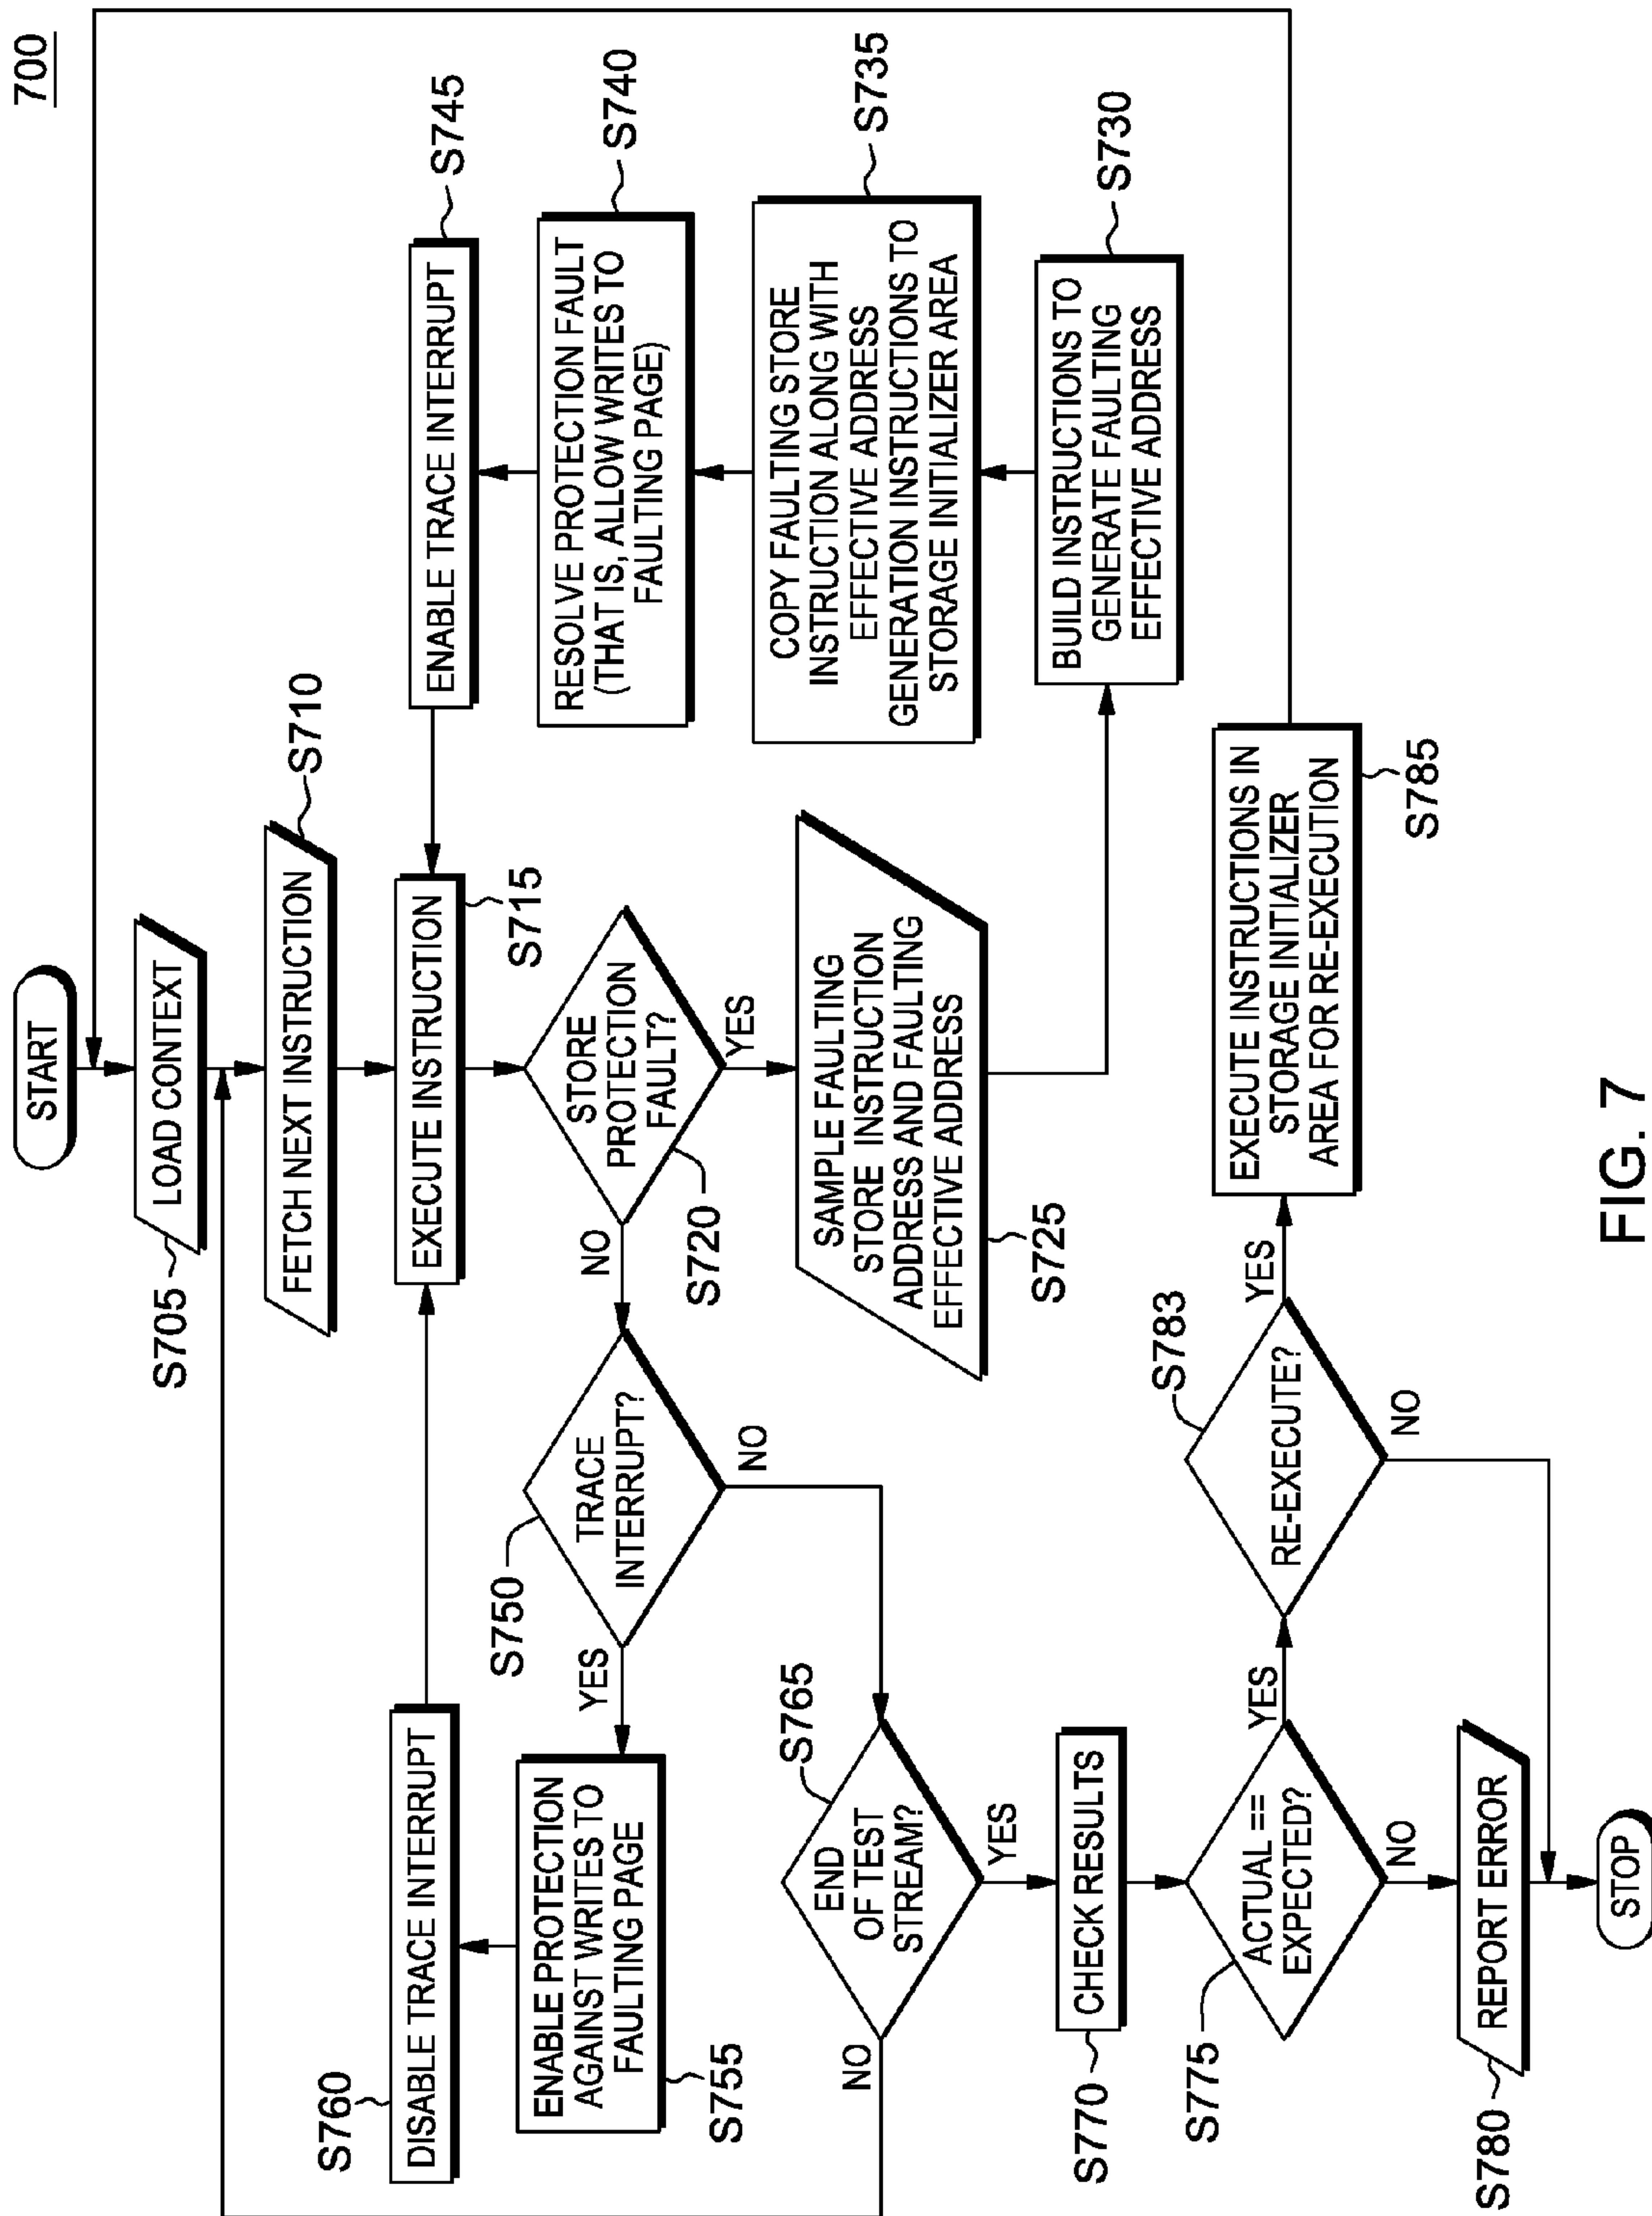 700
START
LOAD CONTEXT
S705
FETCH NEXT INSTRUCTION
S710
EXECUTE INSTRUCTION
S715
STORE
PROTECTION
FAULT?
S720
YES
NO
SAMPLE FAULTING
STORE INSTRUCTION
ADDRESS AND FAULTING
EFFECTIVE ADDRESS
S725
BUILD INSTRUCTIONS TO
GENERATE FAULTING
EFFECTIVE ADDRESS
S730
COPY FAULTING STORE
INSTRUCTION ALONG WITH
EFFECTIVE ADDRESS
GENERATION INSTRUCTIONS TO
STORAGE INITIALIZER AREA
S735
RESOLVE PROTECTION FAULT
(THAT IS, ALLOW WRITES TO
FAULTING PAGE)
S740
ENABLE TRACE INTERRUPT
S745
TRACE
INTERRUPT?
S750
YES
NO
ENABLE PROTECTION
AGAINST WRITES TO
FAULTING PAGE
S755
DISABLE TRACE INTERRUPT
S760
END
OF TEST
STREAM?
S765
NO
YES
CHECK RESULTS
S770
ACTUAL ==
EXPECTED?
S775
YES
NO
REPORT ERROR
S780
RE-EXECUTE?
S783
YES
NO
EXECUTE INSTRUCTIONS IN
STORAGE INITIALIZER
AREA FOR RE-EXECUTION
S785
STOP
FIG. 7